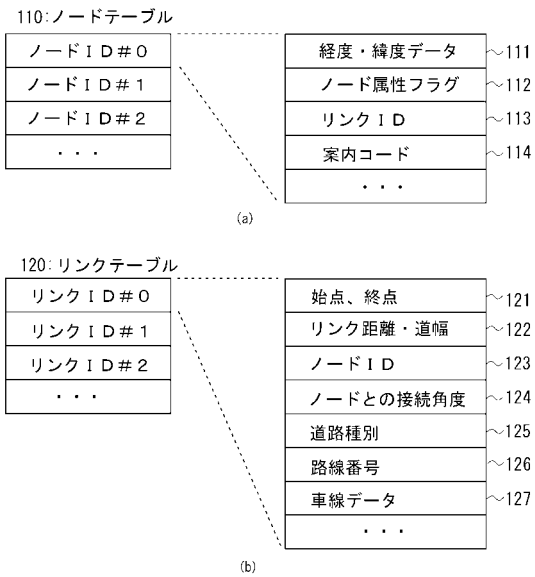 110:ノードテーブル
ノードID#0
ノードID#1
ノードID#2
・・・
経度・緯度データ 111
ノード属性フラグ 112
リンクID 113
案内コード 114
・・・
(a)
120:リンクテーブル
リンクID#0
リンクID#1
リンクID#2
・・・
始点、終点 121
リンク距離・道幅 122
ノードID 123
ノードとの接続角度 124
道路種別 125
路線番号 126
車線データ 127
・・・
(b)